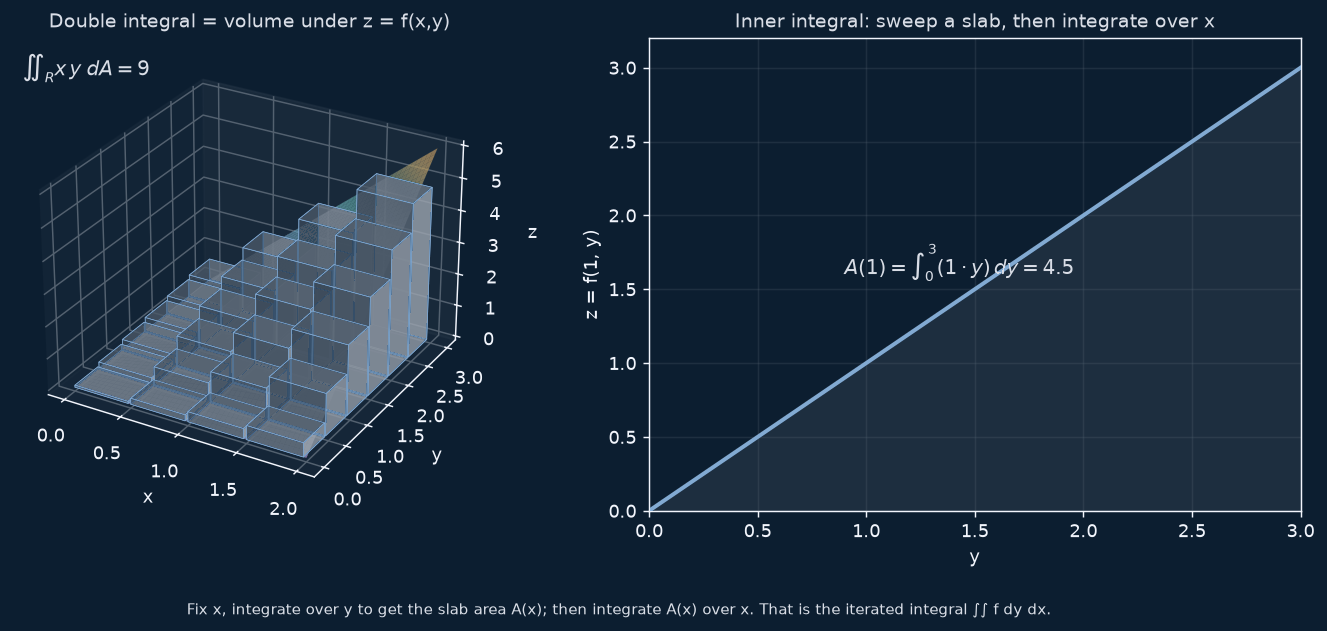 Double integral = volume under z = f(x,y)
∬_R x y dA = 9
6
5
4
3
2
1
0
z
3.0
2.5
2.0
1.5
1.0
0.5
0.0
y
0.0
0.5
1.0
1.5
2.0
x
Inner integral: sweep a slab, then integrate over x
3.0
2.5
2.0
1.5
1.0
0.5
0.0
z = f(1, y)
A(1) = ∫_0^3 (1 · y) dy = 4.5
0.0 0.5 1.0 1.5 2.0 2.5 3.0
y
Fix x, integrate over y to get the slab area A(x); then integrate A(x) over x. That is the iterated integral ∫∫ f dy dx.